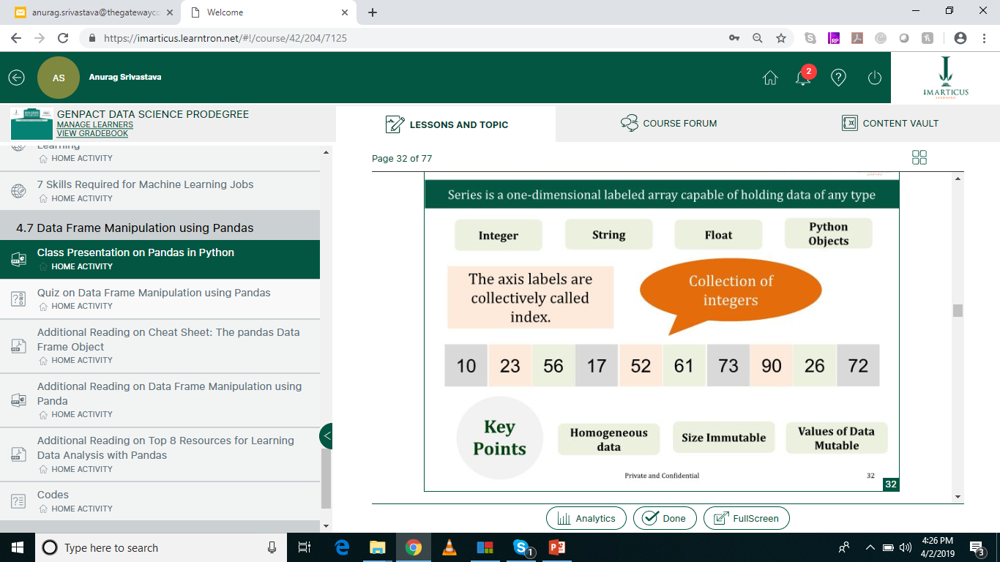 anurag.srivastava@thegatewayco
Welcome
https://imarticus.learntron.net/#!/course/42/204/7125
AS
Anurag Srivastava
2
IMARTICUS
LEARNING
GENPACT DATA SCIENCE PRODEGREE
MANAGE LEARNERS
VIEW GRADEBOOK
LESSONS AND TOPIC
COURSE FORUM
CONTENT VAULT
Learning
HOME ACTIVITY
7 Skills Required for Machine Learning Jobs
HOME ACTIVITY
4.7 Data Frame Manipulation using Pandas
Class Presentation on Pandas in Python
HOME ACTIVITY
Quiz on Data Frame Manipulation using Pandas
HOME ACTIVITY
Additional Reading on Cheat Sheet: The pandas Data
Frame Object
HOME ACTIVITY
Additional Reading on Data Frame Manipulation using
Panda
HOME ACTIVITY
Additional Reading on Top 8 Resources for Learning
Data Analysis with Pandas
HOME ACTIVITY
Codes
HOME ACTIVITY
Page 32 of 77
Series is a one-dimensional labeled array capable of holding data of any type
Integer
String
Float
Python
Objects
The axis labels are
collectively called
index.
Collection of
integers
10 23 56 17 52 61 73 90 26 72
Key
Points
Homogeneous
data
Size Immutable
Values of Data
Mutable
Private and Confidential
32
32
Analytics
Done
FullScreen
Type here to search
1
4:26 PM
4/2/2019
3